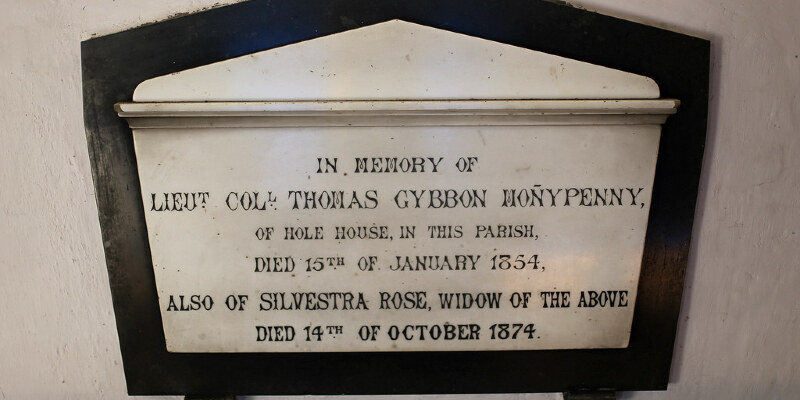 IN MEMORY OF
LIEUT COLL THOMAS GYBBON MOÑYPENNY,
OF HOLE HOUSE, IN THIS PARISH,
DIED 15TH OF JANUARY 1854,
ALSO OF SILVESTRA ROSE, WIDOW OF THE ABOVE
DIED 14TH OF OCTOBER 1874.